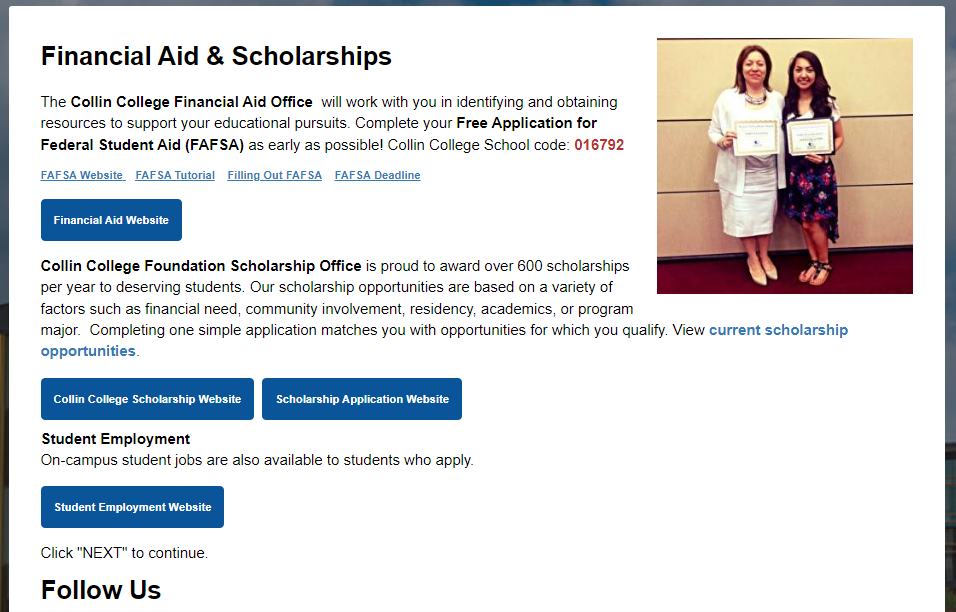 Financial Aid & Scholarships
The Collin College Financial Aid Office will work with you in identifying and obtaining
resources to support your educational pursuits. Complete your Free Application for
Federal Student Aid (FAFSA) as early as possible! Collin College School code: 016792
FAFSA Website FAFSA Tutorial Filling Out FAFSA FAFSA Deadline
Financial Aid Website
Collin College Foundation Scholarship Office is proud to award over 600 scholarships
per year to deserving students. Our scholarship opportunities are based on a variety of
factors such as financial need, community involvement, residency, academics, or program
major. Completing one simple application matches you with opportunities for which you qualify. View current scholarship
opportunities.
Collin College Scholarship Website Scholarship Application Website
Student Employment
On-campus student jobs are also available to students who apply.
Student Employment Website
Click "NEXT" to continue.
Follow Us